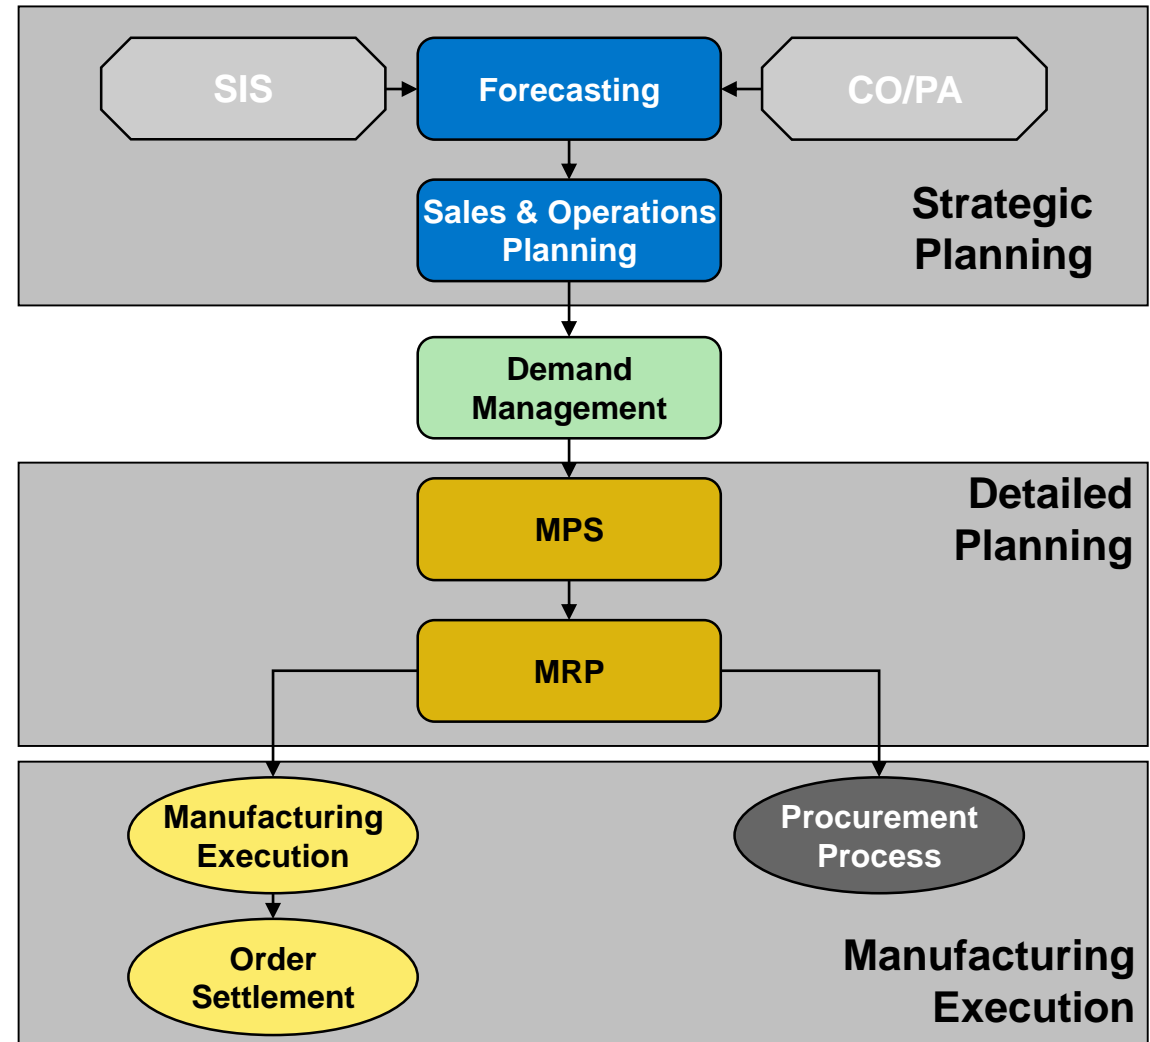 SIS
Forecasting
CO/PA
Sales & Operations
Planning
Strategic
Planning
Demand
Management
Detailed
Planning
MPS
MRP
Manufacturing
Execution
Procurement
Process
Order
Settlement
Manufacturing
Execution